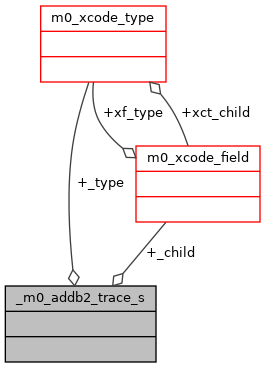 m0_xcode_type
+xf_type
+xct_child
m0_xcode_field
+_type
+_child
_m0_addb2_trace_s